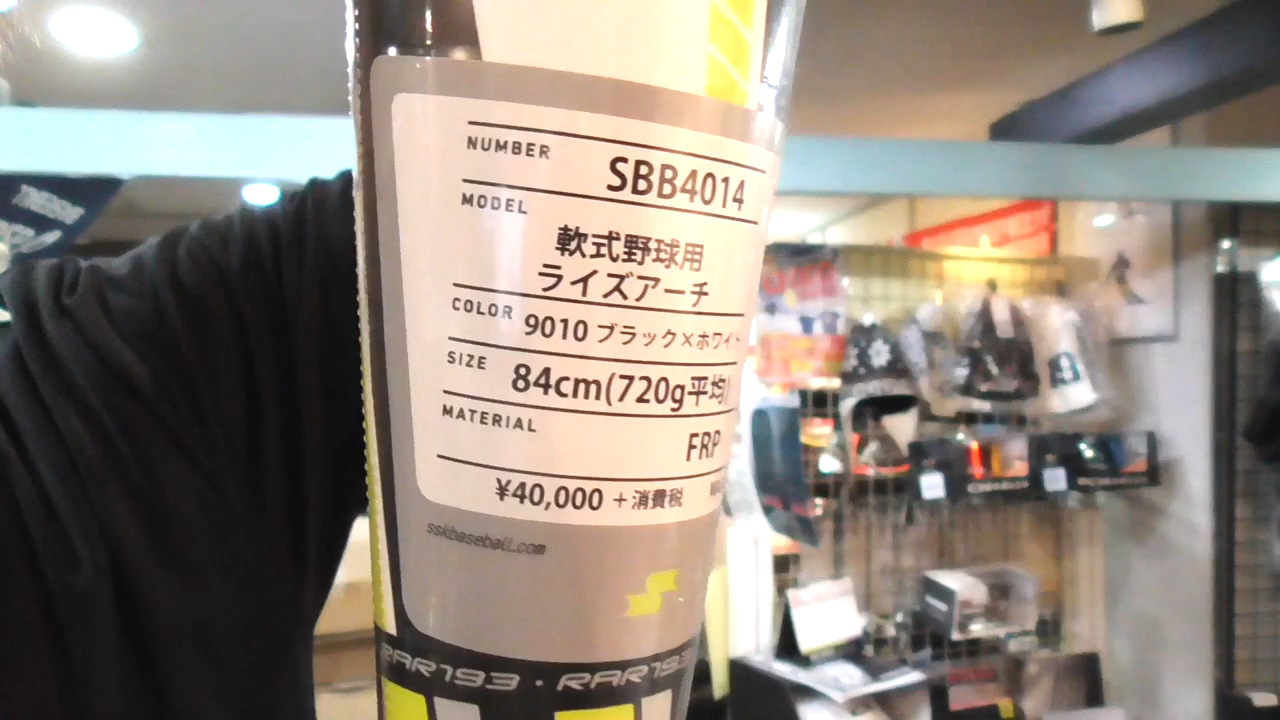 NUMBER
SBB4014
MODEL
軟式野球用
ライズアーチ
COLOR 9010 ブラック×ホワイト
SIZE 84cm(720g平均)
MATERIAL
FRP
¥40,000 +消費税
sskbaseball.com
RAR193・RAR193